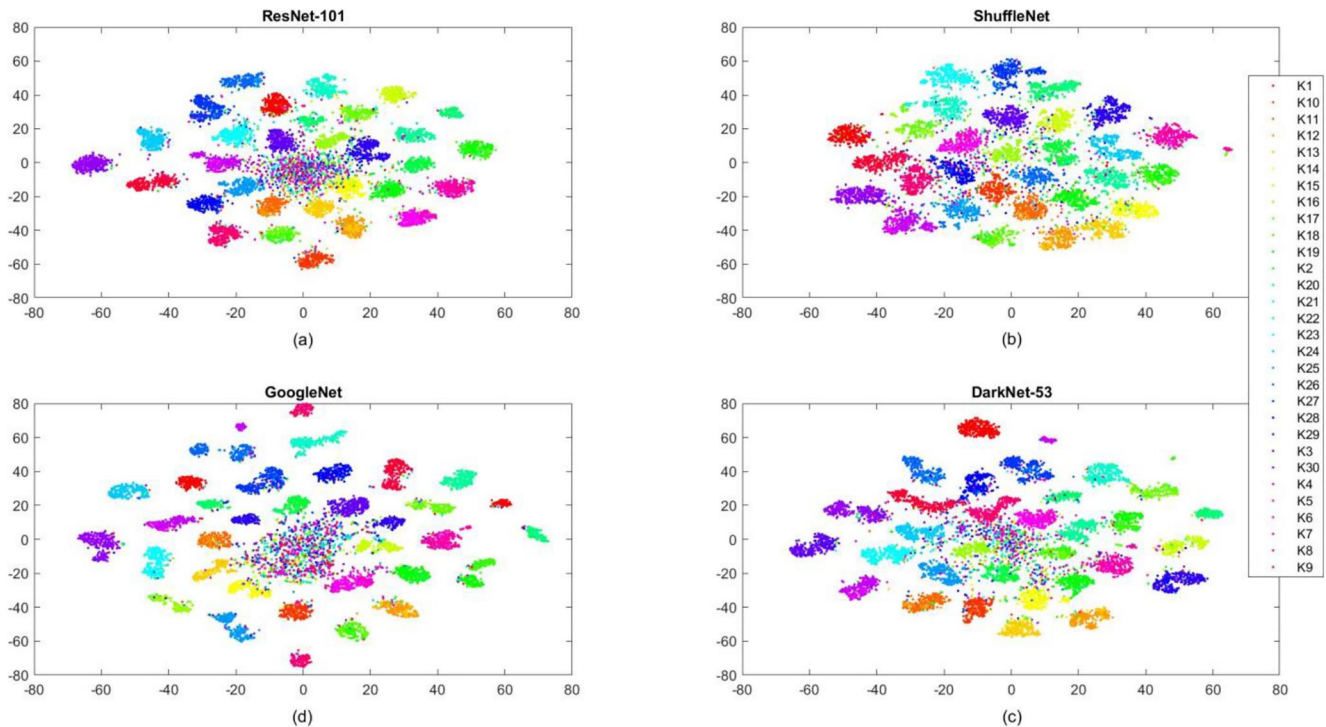 ResNet-101
80
60
40
20
0
-20
-40
-60
-80
-80 -60 -40 -20 0 20 40 60 80
(a)
ShuffleNet
80
60
40
20
0
-20
-40
-60
-80
-80 -60 -40 -20 0 20 40 60 80
(b)
K1
K10
K11
K12
K13
K14
K15
K16
K17
K18
K19
K2
K20
K21
K22
K23
K24
K25
K26
K27
K28
K29
K3
K30
K4
K5
K6
K7
K8
K9
GoogleNet
80
60
40
20
0
-20
-40
-60
-80
-80 -60 -40 -20 0 20 40 60 80
(d)
DarkNet-53
80
60
40
20
0
-20
-40
-60
-80
-80 -60 -40 -20 0 20 40 60 80
(c)